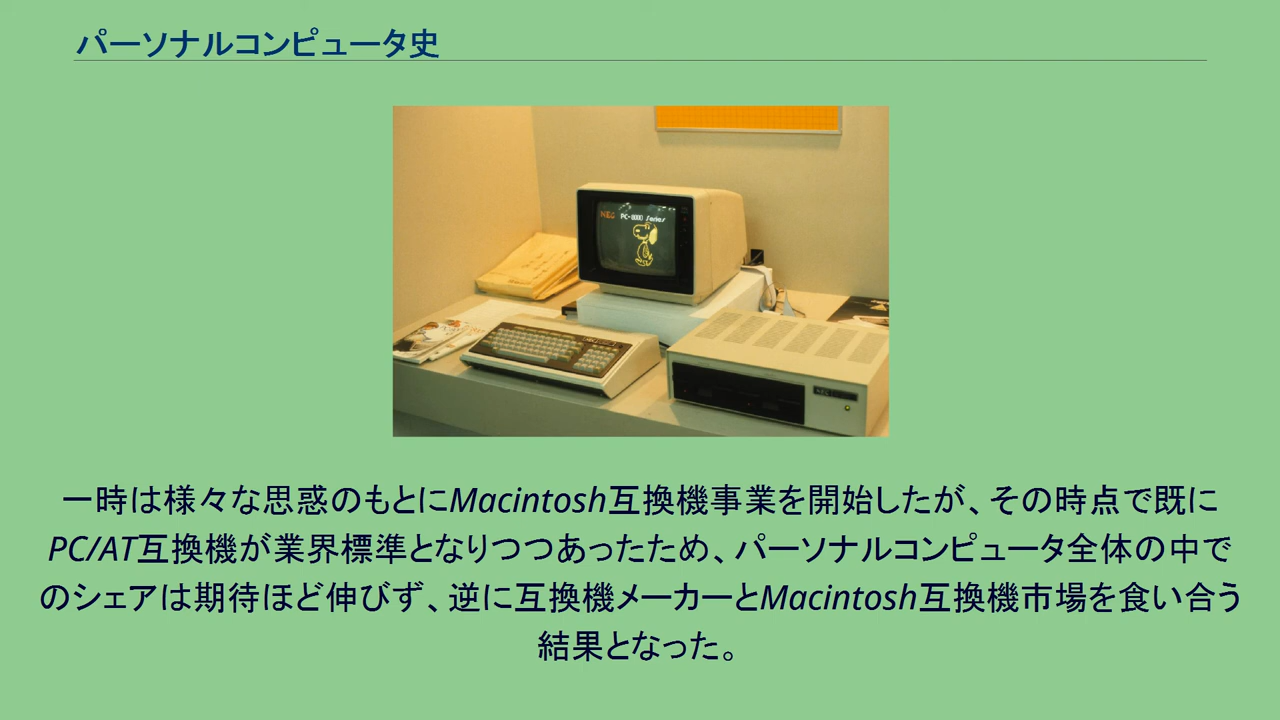 パーソナルコンピュータ史
NEC PC-8000 Series
一時は様々な思惑のもとにMacintosh互換機事業を開始したが、その時点で既に
PC/AT互換機が業界標準となりつつあったため、パーソナルコンピュータ全体の中で
のシェアは期待ほど伸びず、逆に互換機メーカーとMacintosh互換機市場を食い合う
結果となった。